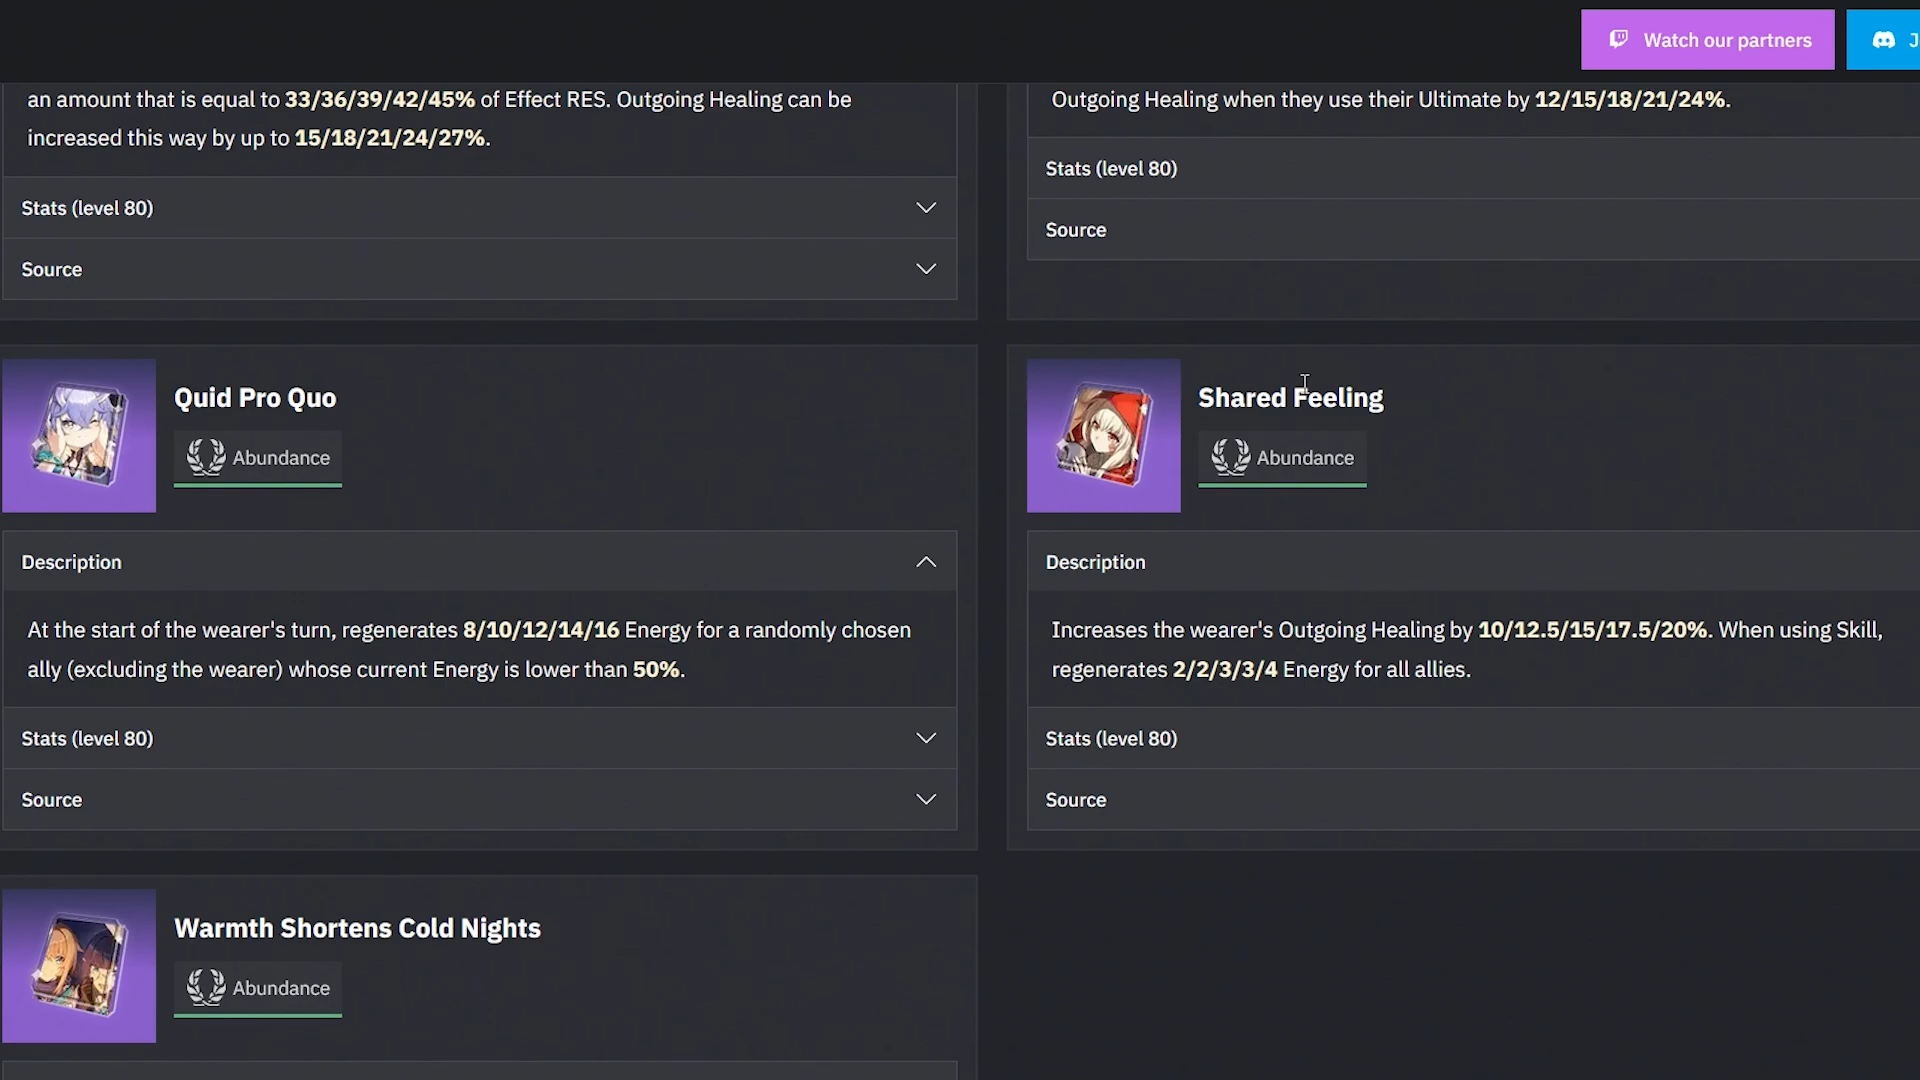 Watch our partners
J
an amount that is equal to 33/36/39/42/45% of Effect RES. Outgoing Healing can be
increased this way by up to 15/18/21/24/27%.
Stats (level 80)
Source
Outgoing Healing when they use their Ultimate by 12/15/18/21/24%.
Stats (level 80)
Source
Quid Pro Quo
Abundance
Description
At the start of the wearer's turn, regenerates 8/10/12/14/16 Energy for a randomly chosen
ally (excluding the wearer) whose current Energy is lower than 50%.
Stats (level 80)
Source
Shared Feeling
Abundance
Description
Increases the wearer's Outgoing Healing by 10/12.5/15/17.5/20%. When using Skill,
regenerates 2/2/3/3/4 Energy for all allies.
Stats (level 80)
Source
Warmth Shortens Cold Nights
Abundance